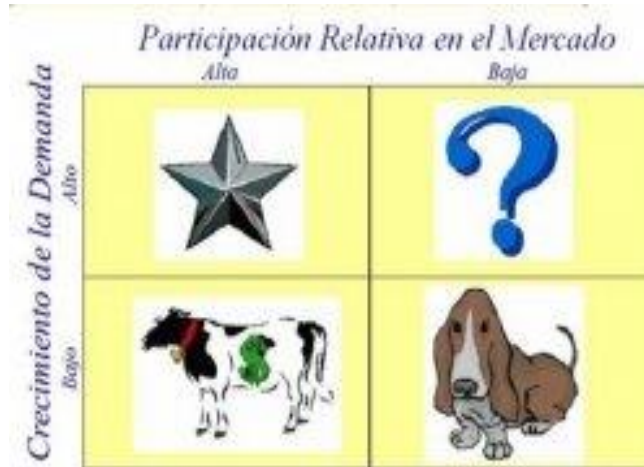 Participación Relativa en el Mercado
Alta
Baja
Crecimiento de la Demanda
Alto
Bajo
$